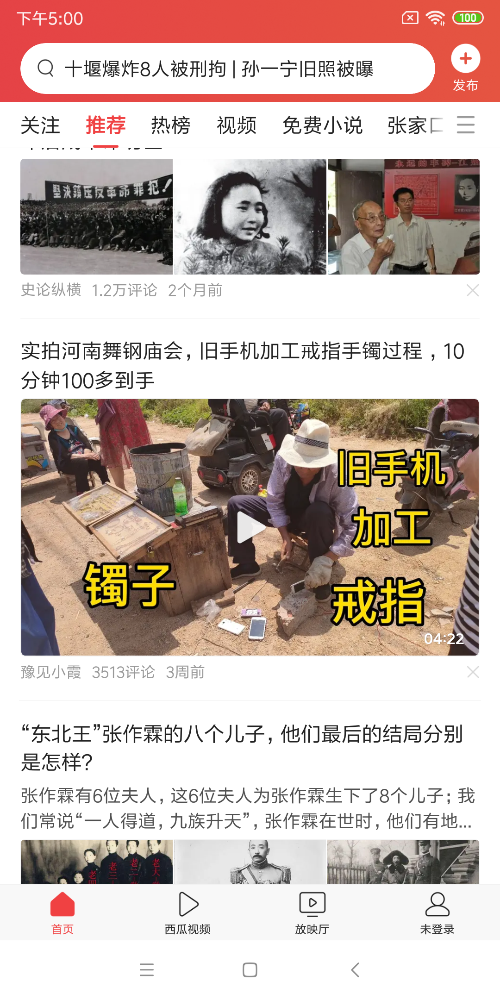 下午5:00
100
十堰爆炸8人被刑拘 | 孙一宁旧照被曝
发布
关注 推荐 热榜 视频 免费小说 张家口
坚决镇压反革命罪犯!
永远的丰碑—江
史论纵横 1.2万评论 2个月前
实拍河南舞钢庙会，旧手机加工戒指手镯过程，10
分钟100多到手
旧手机
加工
镯子
戒指
04:22
豫见小霞 3513评论 3周前
“东北王”张作霖的八个儿子，他们最后的结局分别
是怎样?
张作霖有6位夫人，这6位夫人为张作霖生下了8个儿子；我
们常说“一人得道，九族升天”，张作霖在世时，他们有地...
老四
老三
老二
老大
首页 西瓜视频 放映厅 未登录